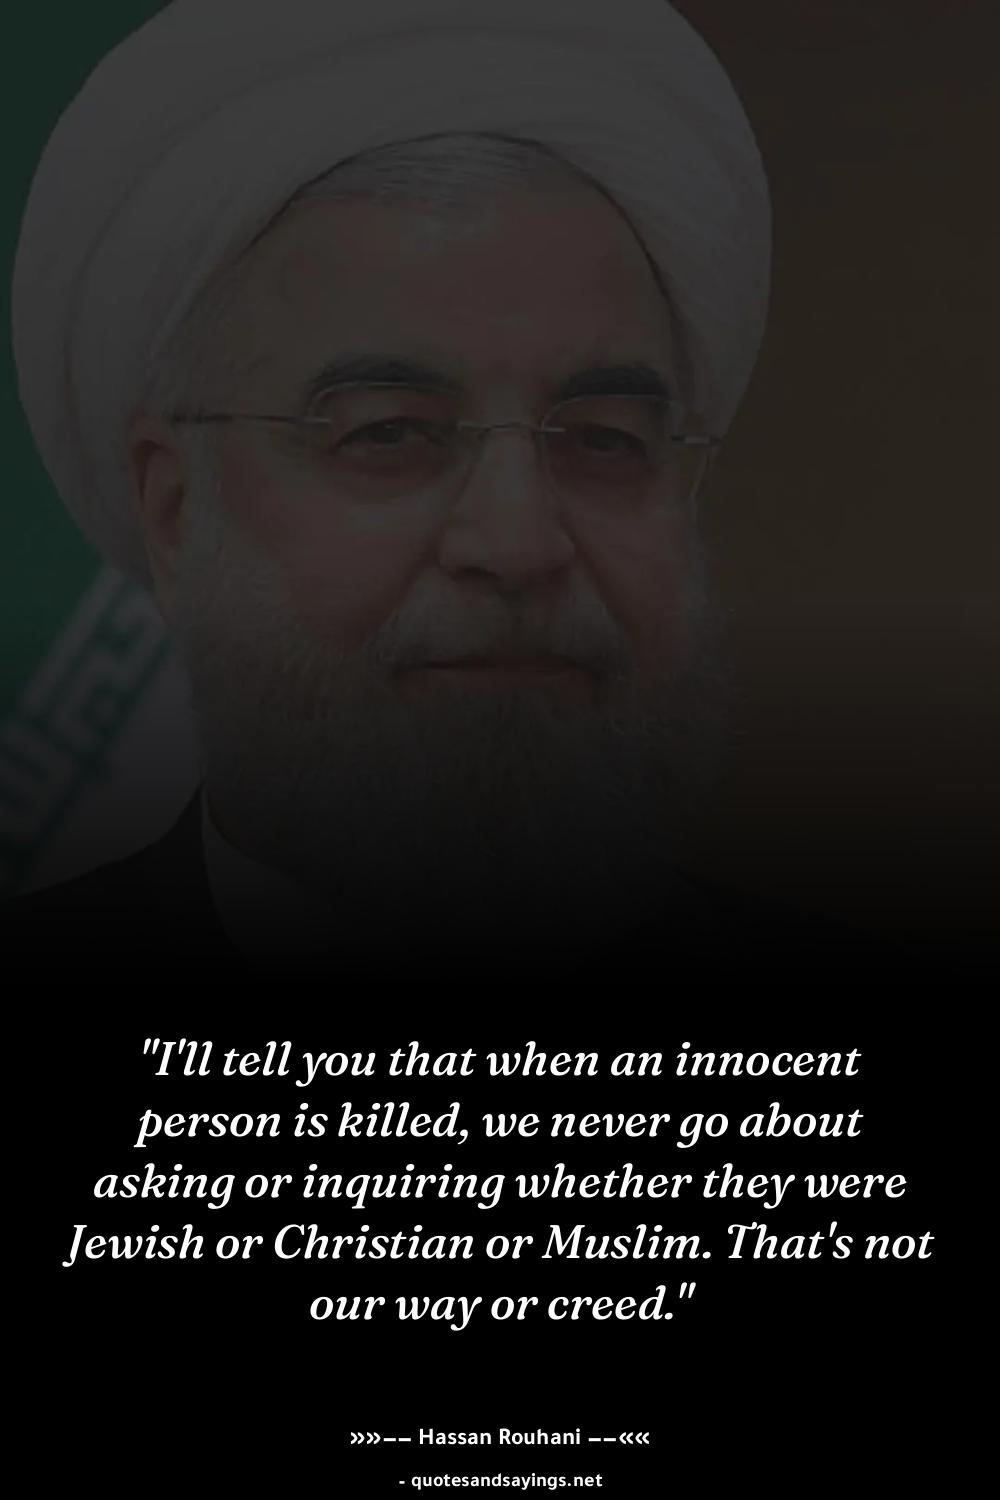 "I'll tell you that when an innocent
person is killed, we never go about
asking or inquiring whether they were
Jewish or Christian or Muslim. That's not
our way or creed."
»»−− Hassan Rouhani −−««
- quotesandsayings.net